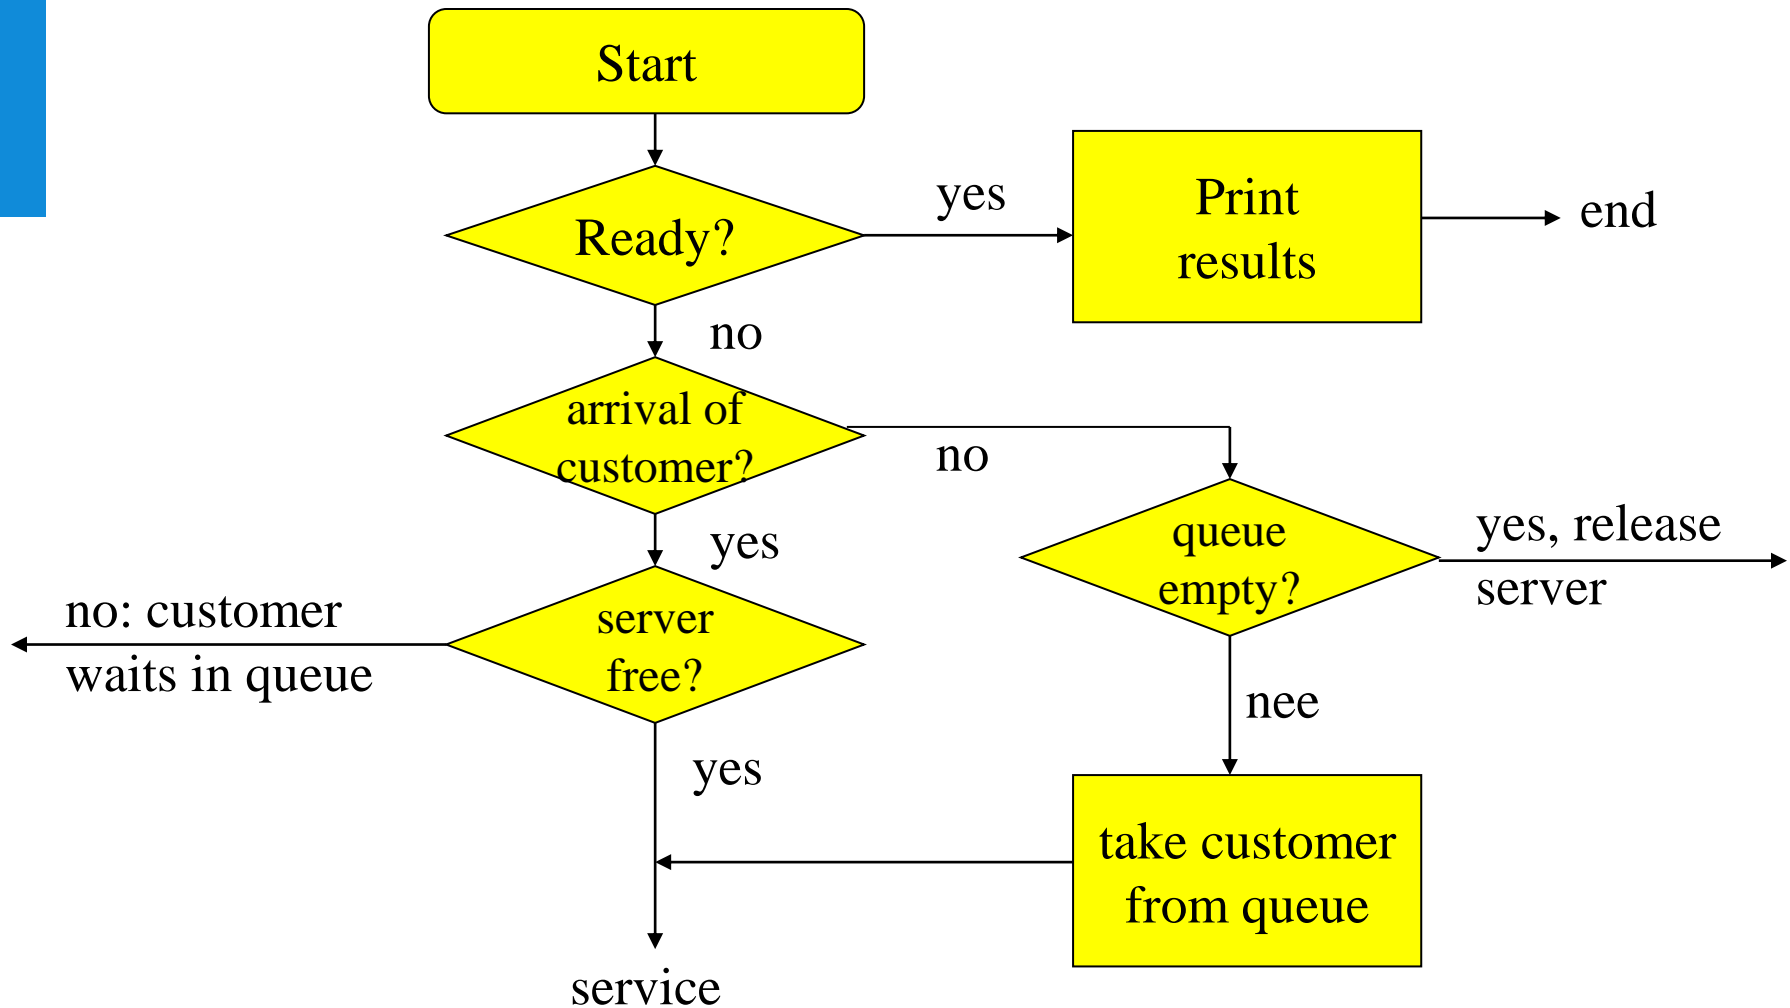 Start
Ready?
yes
Print
results
end
no
arrival of
customer?
no
yes
queue
empty?
yes, release
server
server
free?
no: customer
waits in queue
nee
yes
take customer
from queue
service